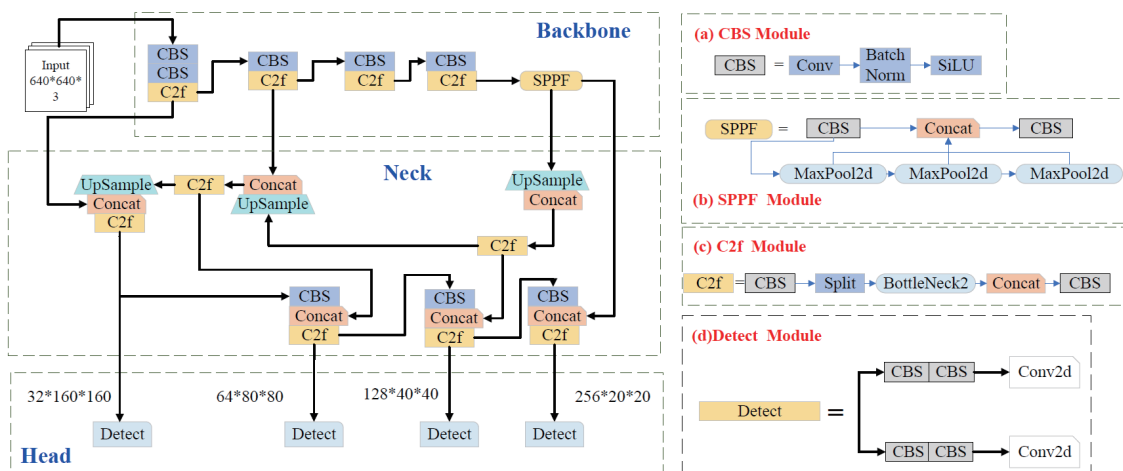 Backbone
Input
640*640*
3
CBS
CBS
C2f
CBS
C2f
CBS
C2f
CBS
C2f
SPPF
Neck
UpSample
Concat
C2f
C2f
Concat
UpSample
UpSample
Concat
C2f
CBS
Concat
C2f
CBS
Concat
C2f
CBS
Concat
C2f
32*160*160
64*80*80
128*40*40
256*20*20
Detect
Detect
Detect
Detect
Head
(a) CBS Module
CBS
=
Conv
Batch
Norm
SiLU
SPPF
=
CBS
Concat
CBS
MaxPool2d
MaxPool2d
MaxPool2d
(b) SPPF Module
(c) C2f Module
C2f
=
CBS
Split
BottleNeck2
Concat
CBS
(d)Detect Module
Detect
=
CBS CBS
Conv2d
CBS CBS
Conv2d